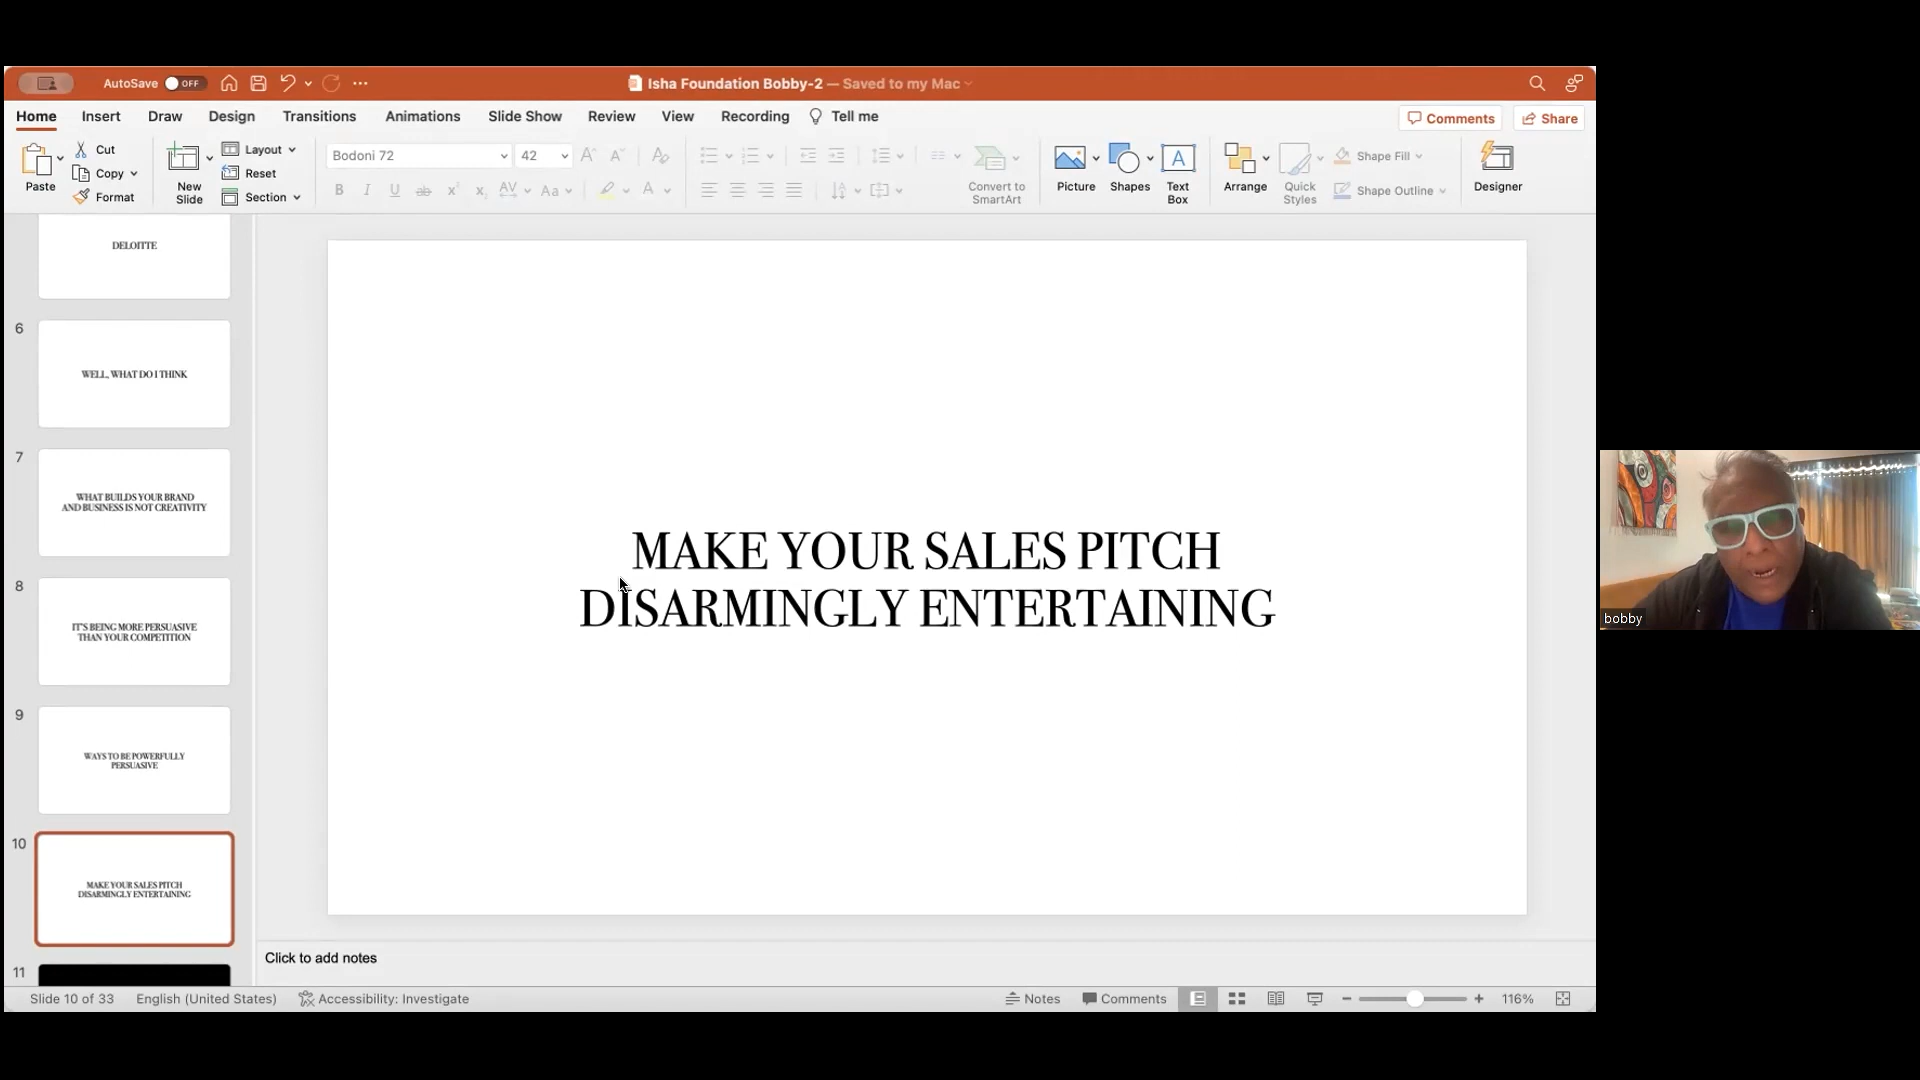 AutoSave OFF
Isha Foundation Bobby-2 — Saved to my Mac
Home Insert Draw Design Transitions Animations Slide Show Review View Recording Tell me
Comments Share
Paste
Cut
Copy
Format
New
Slide
Layout
Reset
Section
Bodoni 72 42
B I U ab x² x₂ AV Aa A
Convert to
SmartArt
Picture
Shapes
A
Text
Box
Arrange
Quick
Styles
Shape Fill
Shape Outline
Designer
DELOITTE
6
WELL, WHAT DO I THINK
7
WHAT BUILDS YOUR BRAND
AND BUSINESS IS NOT CREATIVITY
8
IT'S BEING MORE PERSUASIVE
THAN YOUR COMPETITION
9
WAYS TO BE POWERFULLY
PERSUASIVE
10
MAKE YOUR SALES PITCH
DISARMINGLY ENTERTAINING
11
MAKE YOUR SALES PITCH
DISARMINGLY ENTERTAINING
Click to add notes
Slide 10 of 33 English (United States) Accessibility: Investigate
Notes Comments 116%
bobby